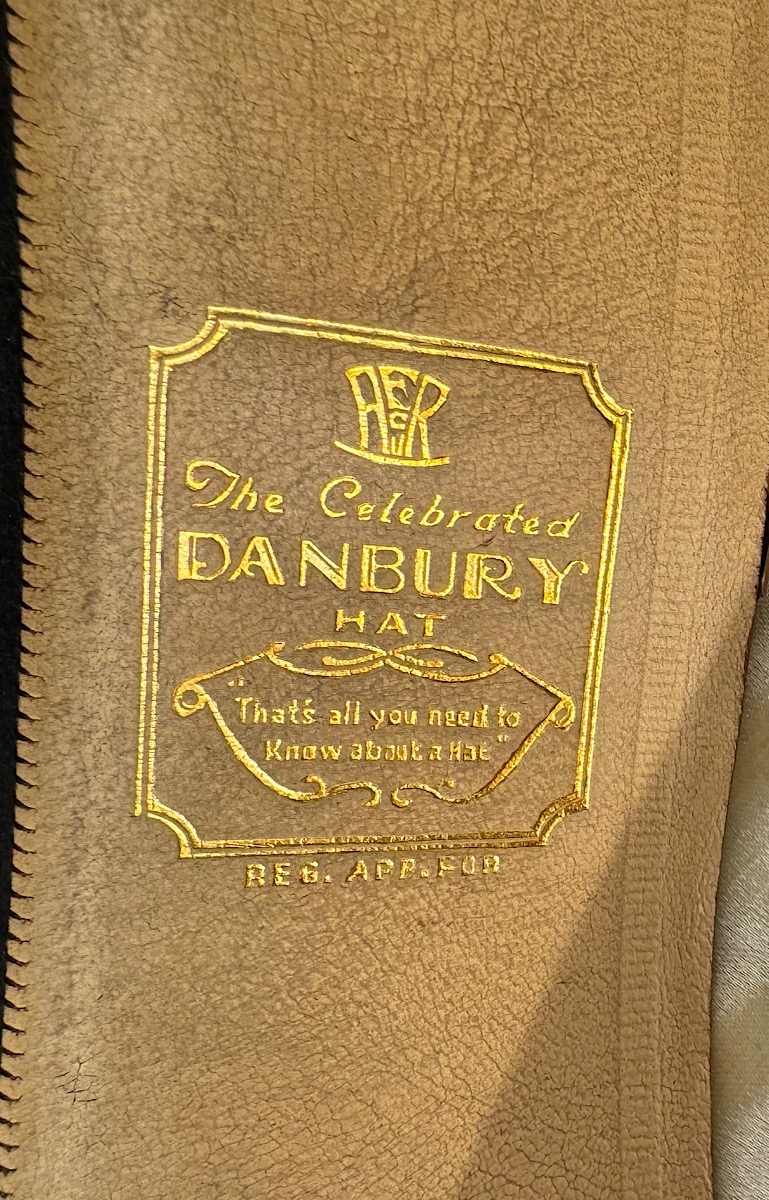 The Celebrated
DANBURY
HAT
"That's all you need to
Know about a Hat"
REG. APP. FOR